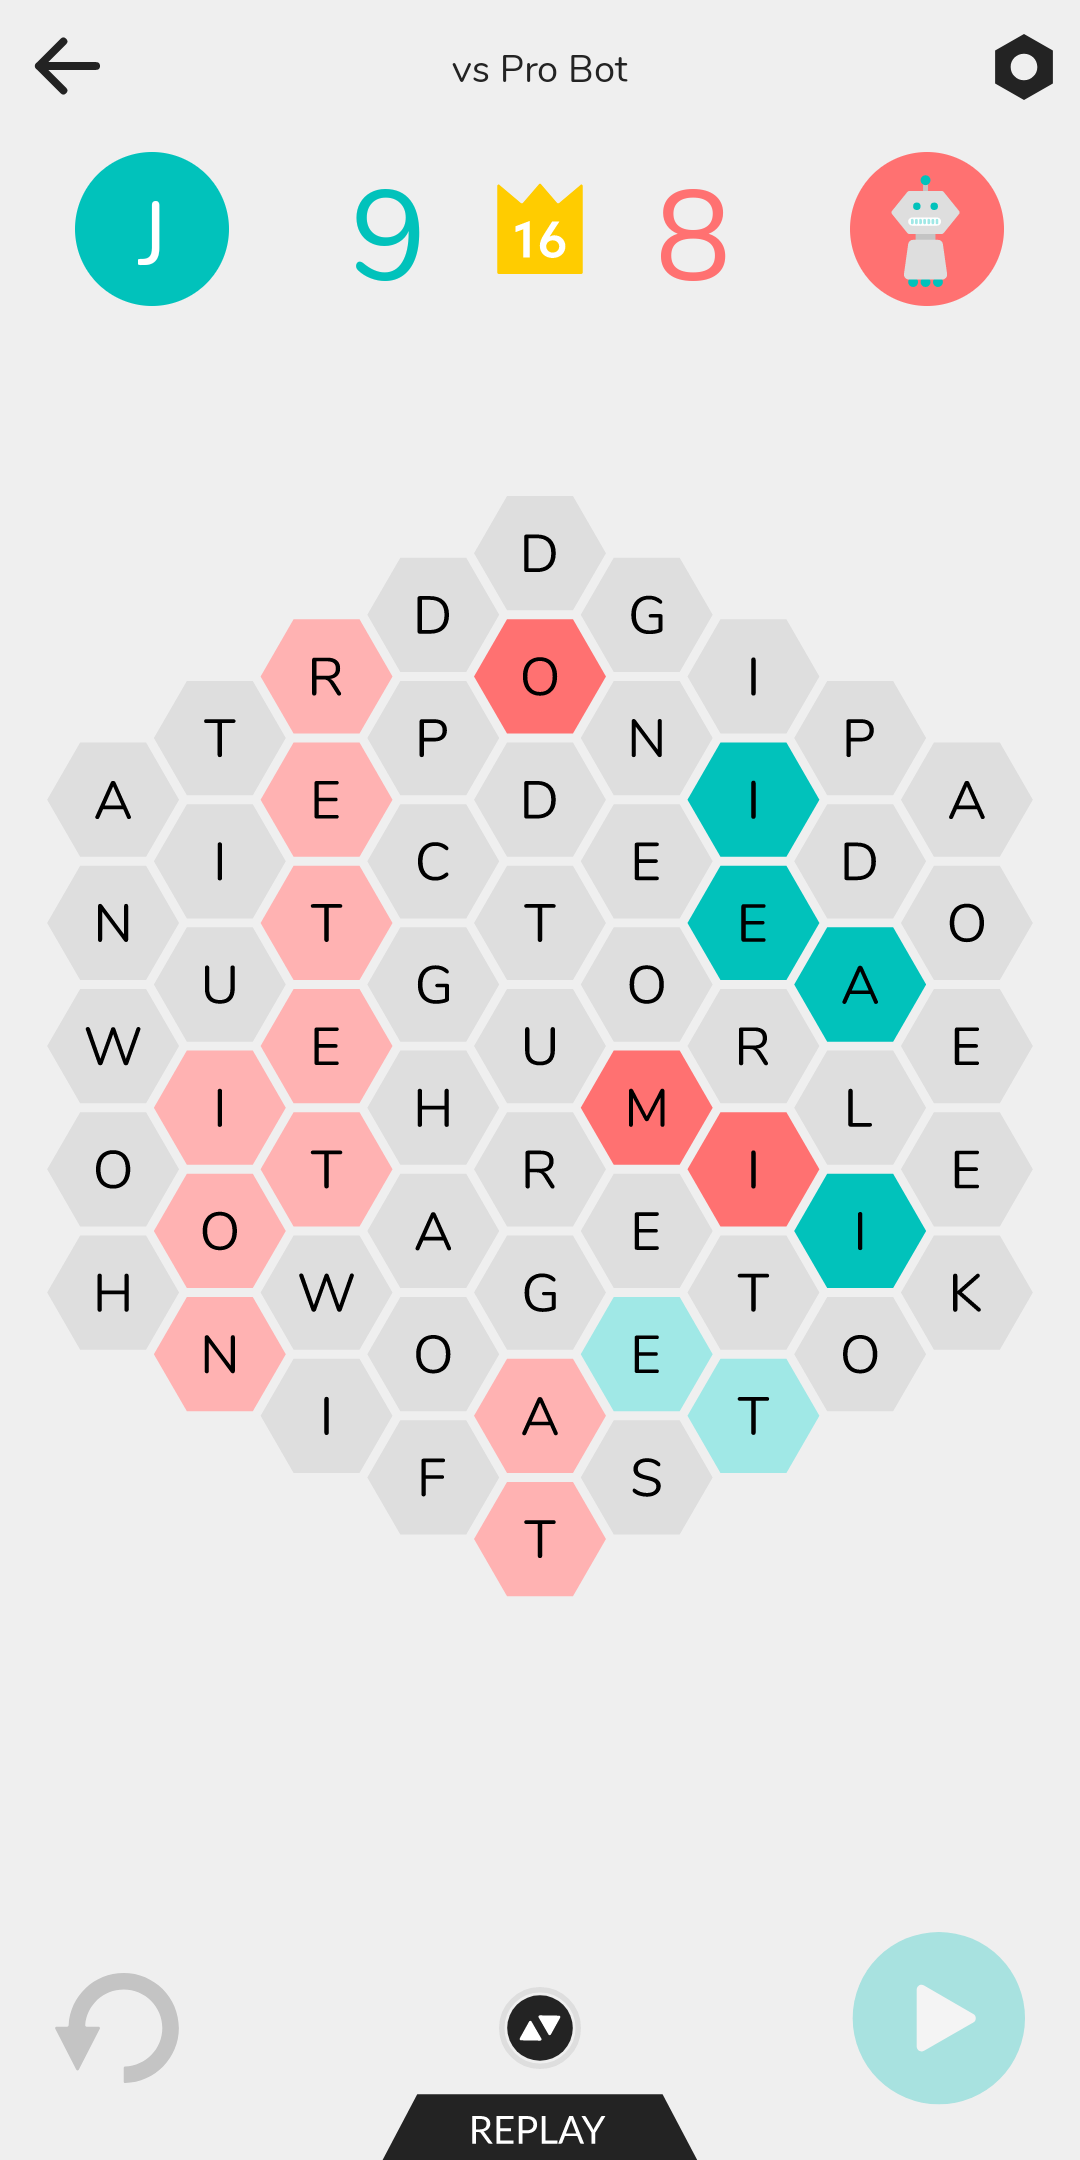 vs Pro Bot
J 9 16 8
D
D G
R O I
T P N P
A E D I A
I C E D
N T T E O
U G O A
W E U R E
I H M L
O T R I E
O A E I
H W G T K
N O E O
I A T
F S
T
REPLAY